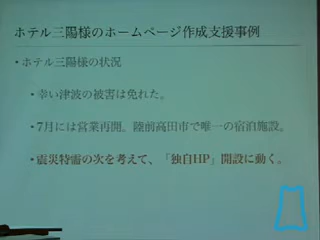 ホテル三陽様のホームページ作成支援事例
・ホテル三陽様の状況
・幸い津波の被害は免れた。
・7月には営業再開。陸前高田市で唯一の宿泊施設。
・震災特需の次を考えて、「独自HP」開設に動く。